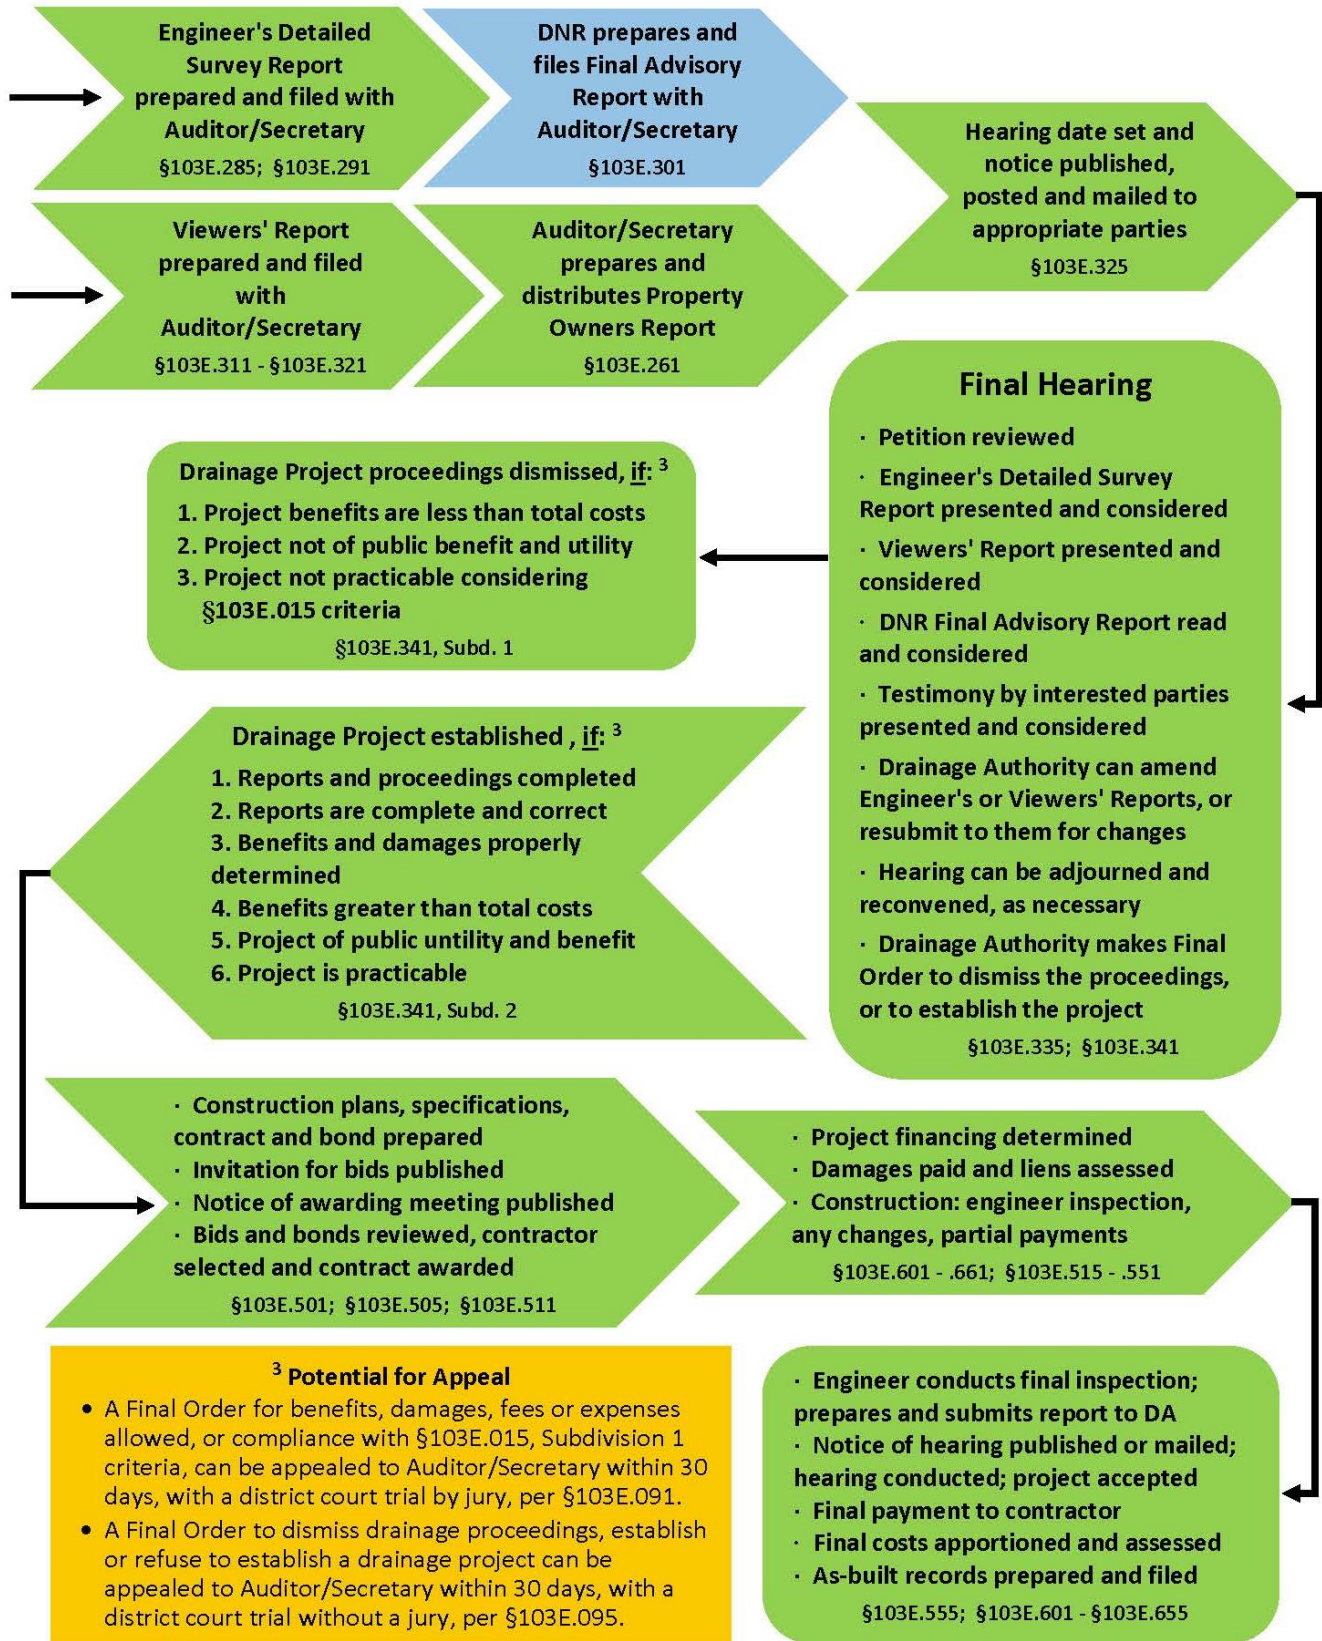 Engineer's Detailed
Survey Report
prepared and filed with
Auditor/Secretary
§103E.285; §103E.291
DNR prepares and
files Final Advisory
Report with
Auditor/Secretary
§103E.301
Viewers' Report
prepared and filed
with
Auditor/Secretary
§103E.311 - §103E.321
Auditor/Secretary
prepares and
distributes Property
Owners Report
§103E.261
Hearing date set and
notice published,
posted and mailed to
appropriate parties
§103E.325
Final Hearing
· Petition reviewed
· Engineer's Detailed Survey
Report presented and considered
· Viewers' Report presented and
considered
· DNR Final Advisory Report read
and considered
· Testimony by interested parties
presented and considered
· Drainage Authority can amend
Engineer's or Viewers' Reports, or
resubmit to them for changes
· Hearing can be adjourned and
reconvened, as necessary
· Drainage Authority makes Final
Order to dismiss the proceedings,
or to establish the project
§103E.335; §103E.341
Drainage Project proceedings dismissed, if: 3
1. Project benefits are less than total costs
2. Project not of public benefit and utility
3. Project not practicable considering
§103E.015 criteria
§103E.341, Subd. 1
Drainage Project established , if: 3
1. Reports and proceedings completed
2. Reports are complete and correct
3. Benefits and damages properly
determined
4. Benefits greater than total costs
5. Project of public untility and benefit
6. Project is practicable
§103E.341, Subd. 2
· Construction plans, specifications,
contract and bond prepared
· Invitation for bids published
· Notice of awarding meeting published
· Bids and bonds reviewed, contractor
selected and contract awarded
§103E.501; §103E.505; §103E.511
· Project financing determined
· Damages paid and liens assessed
· Construction: engineer inspection,
any changes, partial payments
§103E.601 - .661; §103E.515 - .551
3 Potential for Appeal
• A Final Order for benefits, damages, fees or expenses
allowed, or compliance with §103E.015, Subdivision 1
criteria, can be appealed to Auditor/Secretary within 30
days, with a district court trial by jury, per §103E.091.
• A Final Order to dismiss drainage proceedings, establish
or refuse to establish a drainage project can be
appealed to Auditor/Secretary within 30 days, with a
district court trial without a jury, per §103E.095.
· Engineer conducts final inspection;
prepares and submits report to DA
· Notice of hearing published or mailed;
hearing conducted; project accepted
· Final payment to contractor
· Final costs apportioned and assessed
· As-built records prepared and filed
§103E.555; §103E.601 - §103E.655